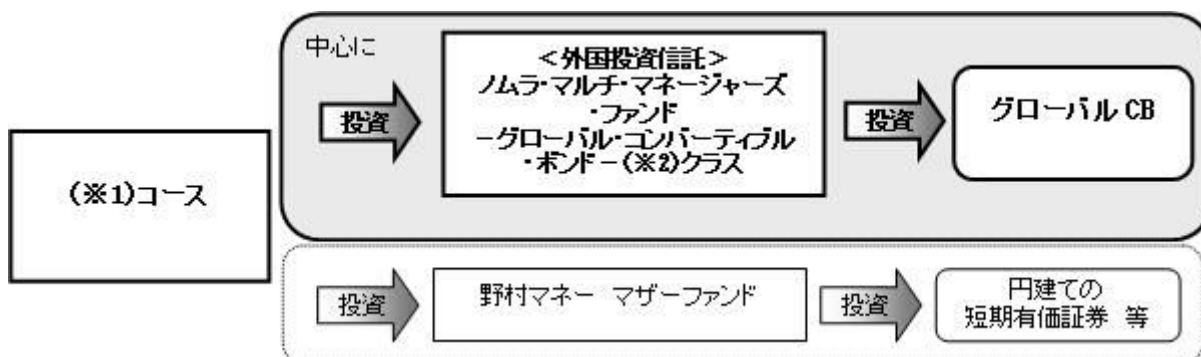 (※1)コース
中心に
投資
＜外国投資信託＞
ノムラ・マルチ・マネージャーズ
・ファンド
－グローバル・コンバーティブル
・ボンド－(※2)クラス
投資
グローバル CB
投資
野村マネー マザーファンド
投資
円建ての
短期有価証券 等